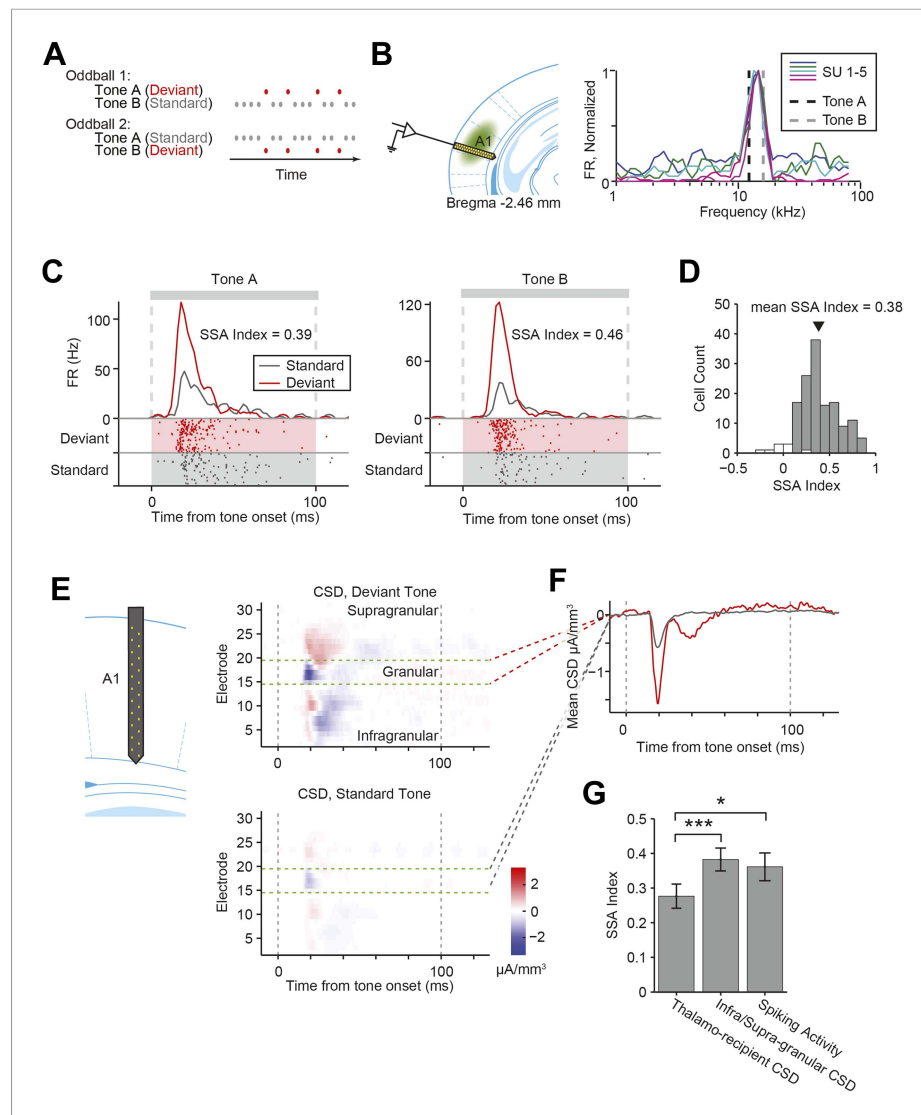 A
Oddball 1:
Tone A (Deviant)
Tone B (Standard)
Oddball 2:
Tone A (Standard)
Tone B (Deviant)
Time
B
A1
Bregma -2.46 mm
FR, Normalized
1
0
1
10
100
Frequency (kHz)
SU 1-5
Tone A
Tone B
C
Tone A
SSA Index = 0.39
Standard
Deviant
FR (Hz)
100
50
0
Deviant
Standard
0
100
Time from tone onset (ms)
Tone B
SSA Index = 0.46
120
60
0
Deviant
Standard
0
100
Time from tone onset (ms)
D
mean SSA Index = 0.38
Cell Count
50
40
30
20
10
0
−0.5
0
0.5
1
SSA Index
E
A1
CSD, Deviant Tone
Supragranular
Granular
Infragranular
Electrode
30
25
20
15
10
5
0
100
CSD, Standard Tone
Electrode
30
25
20
15
10
5
0
100
Time from tone onset (ms)
2
0
−2
µA/mm³
F
Mean CSD µA/mm³
0
−1
0
100
Time from tone onset (ms)
G
*
***
SSA Index
0.5
0.4
0.3
0.2
0.1
0
Thalamo-recipient CSD
Infra/Supra-granular CSD
Spiking Activity